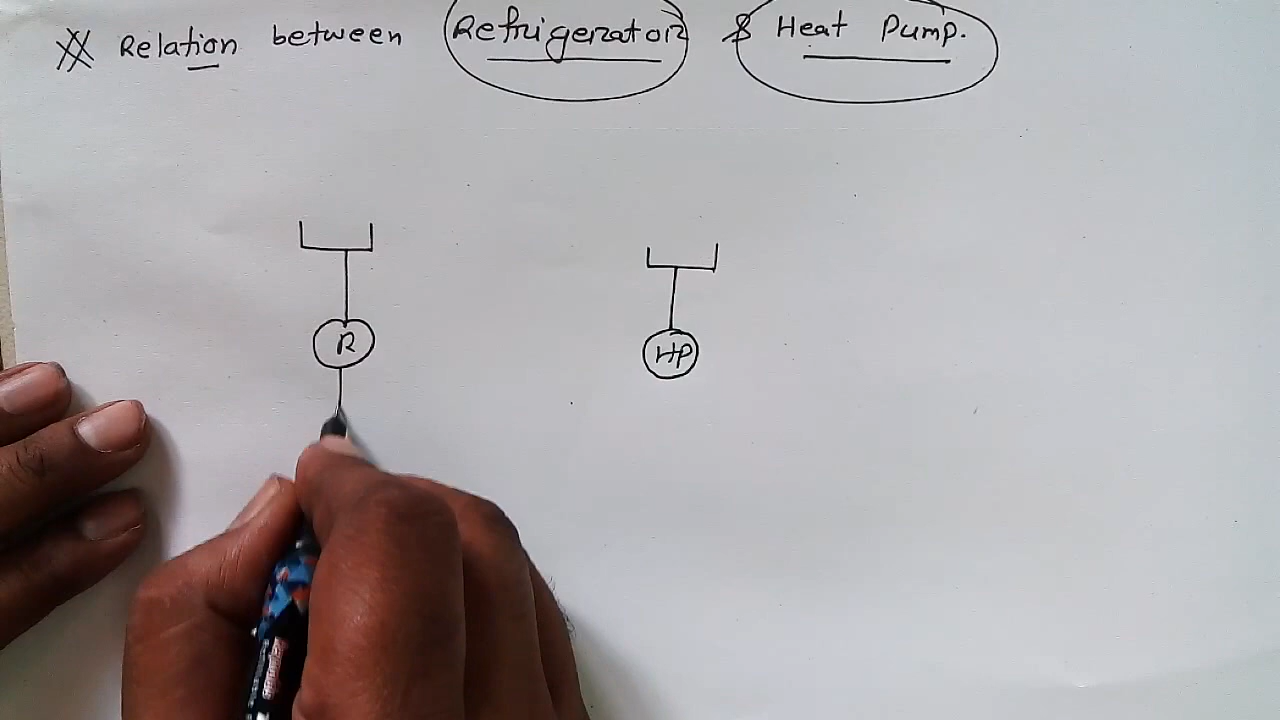 Relation between Refrigerator & Heat Pump.
R
HP